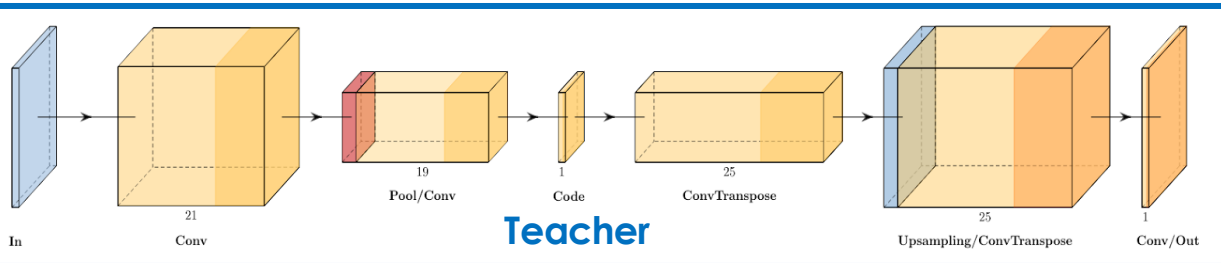 21
19
1
25
25
1
In
Conv
Pool/Conv
Code
ConvTranspose
Upsampling/ConvTranspose
Conv/Out
Teacher